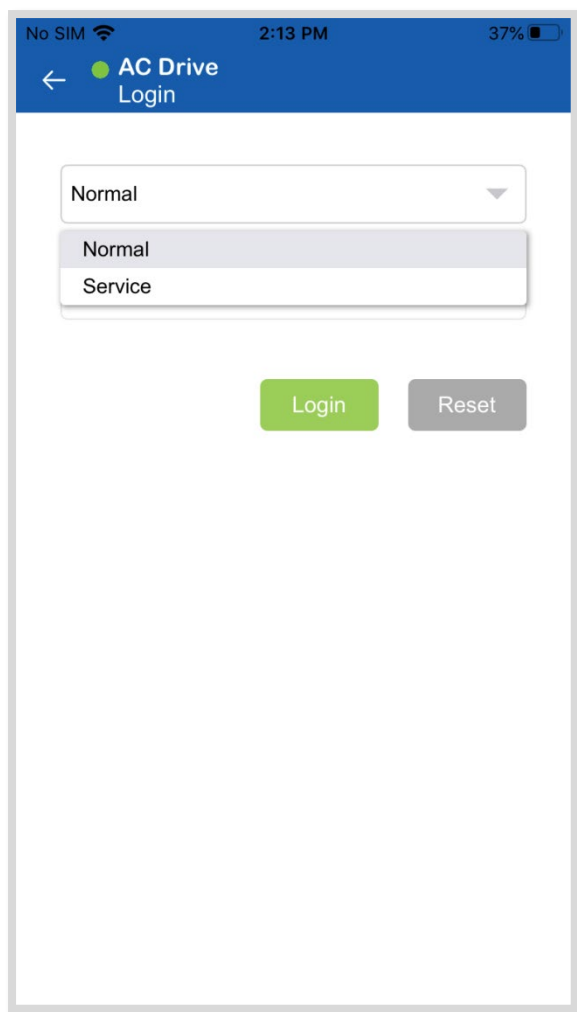 No SIM 2:13 PM 37%
AC Drive
Login
Normal
Normal
Service
Login Reset